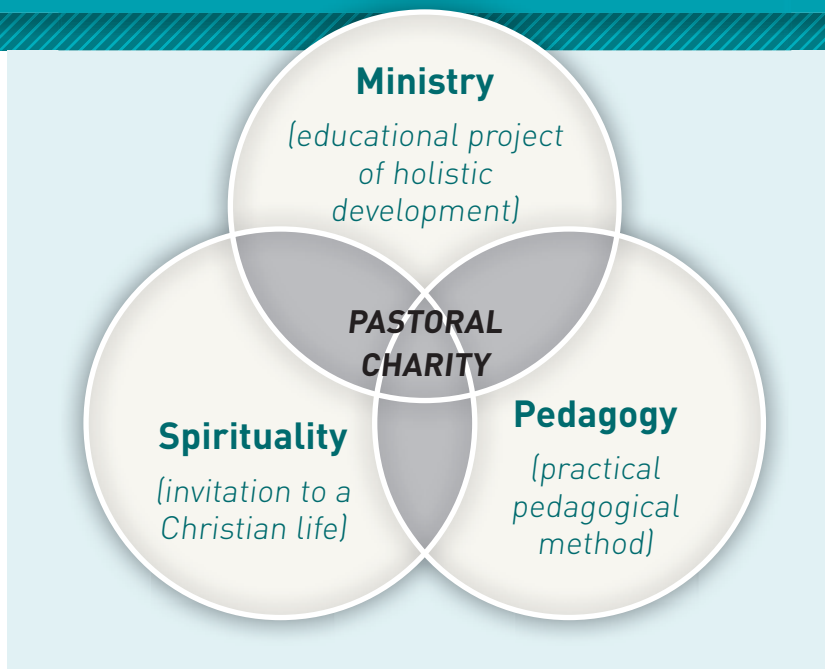 Ministry
(educational project
of holistic
development)
PASTORAL
CHARITY
Spirituality
(invitation to a
Christian life)
Pedagogy
(practical
pedagogical
method)